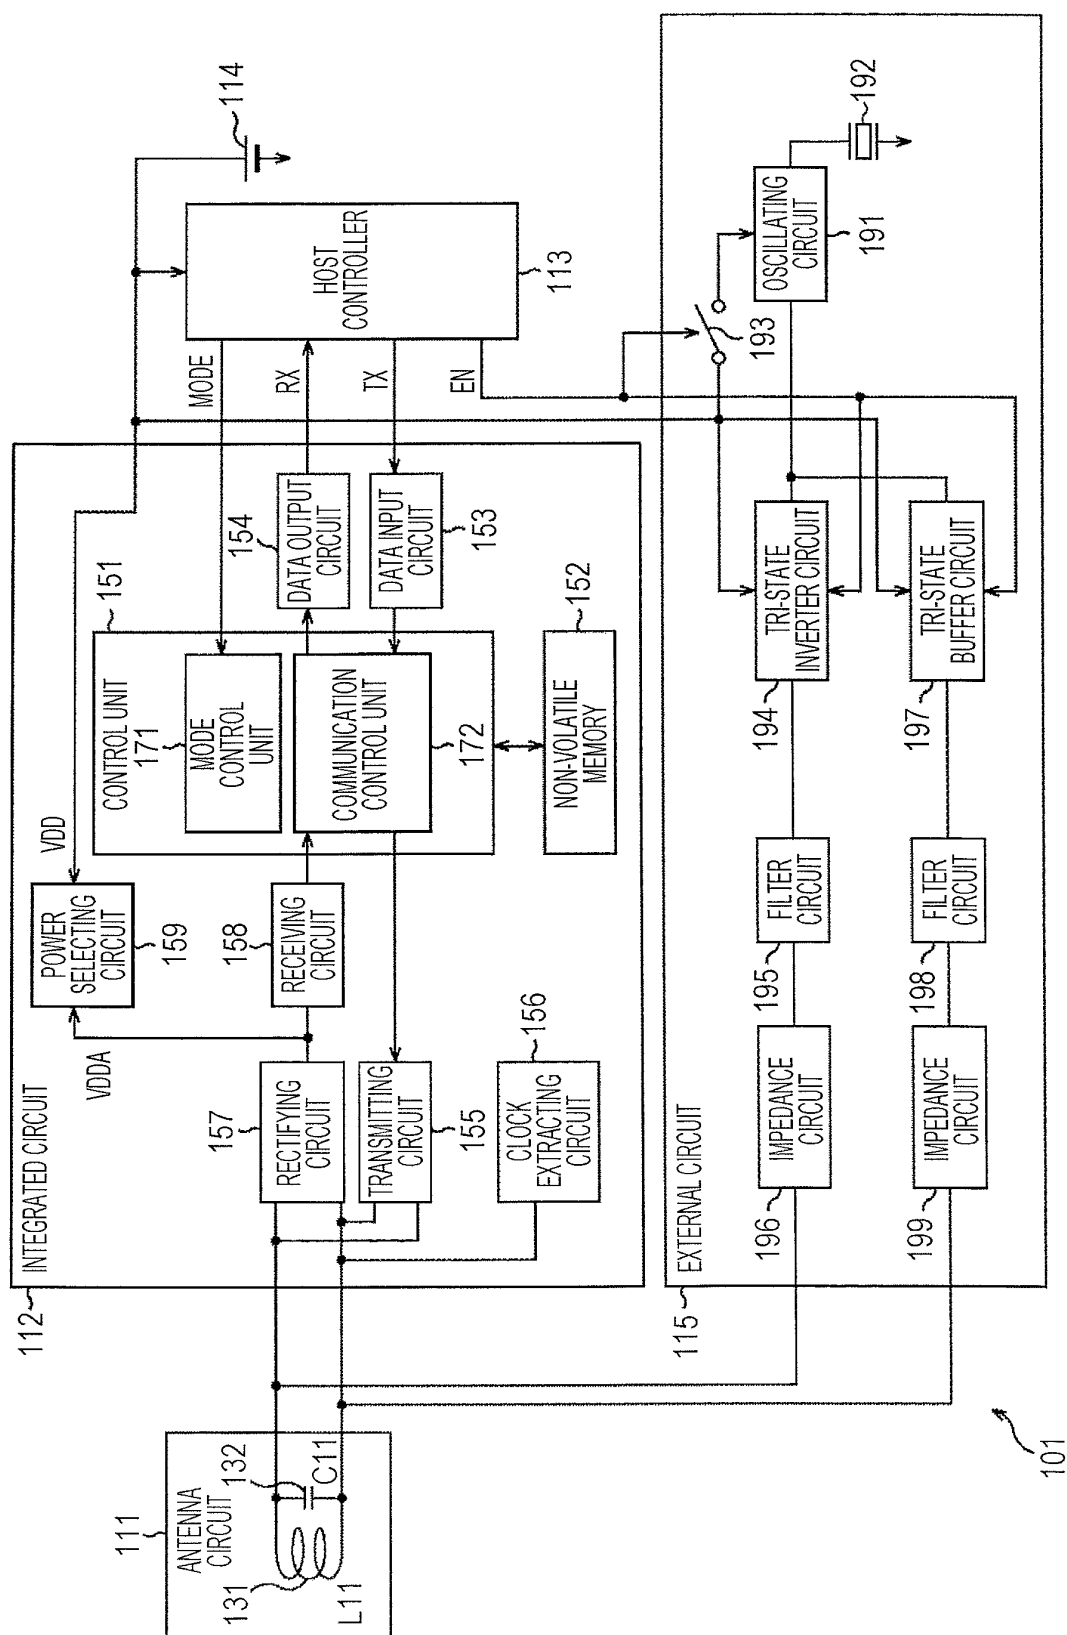 111
ANTENNA
CIRCUIT
131
132
C11
L11
112
INTEGRATED CIRCUIT
VDDA
VDD
POWER
SELECTING
CIRCUIT
159
157
RECTIFYING
CIRCUIT
158
RECEIVING
CIRCUIT
TRANSMITTING
CIRCUIT
155
156
CLOCK
EXTRACTING
CIRCUIT
151
CONTROL UNIT
171
MODE
CONTROL
UNIT
COMMUNICATION
CONTROL UNIT
172
152
NON-VOLATILE
MEMORY
154
DATA OUTPUT
CIRCUIT
DATA INPUT
CIRCUIT
153
MODE
RX
TX
EN
HOST
CONTROLLER
113
114
115
EXTERNAL CIRCUIT
196
IMPEDANCE
CIRCUIT
195
FILTER
CIRCUIT
194
TRI-STATE
INVERTER CIRCUIT
193
OSCILLATING
CIRCUIT
191
192
199
IMPEDANCE
CIRCUIT
198
FILTER
CIRCUIT
197
TRI-STATE
BUFFER CIRCUIT
101